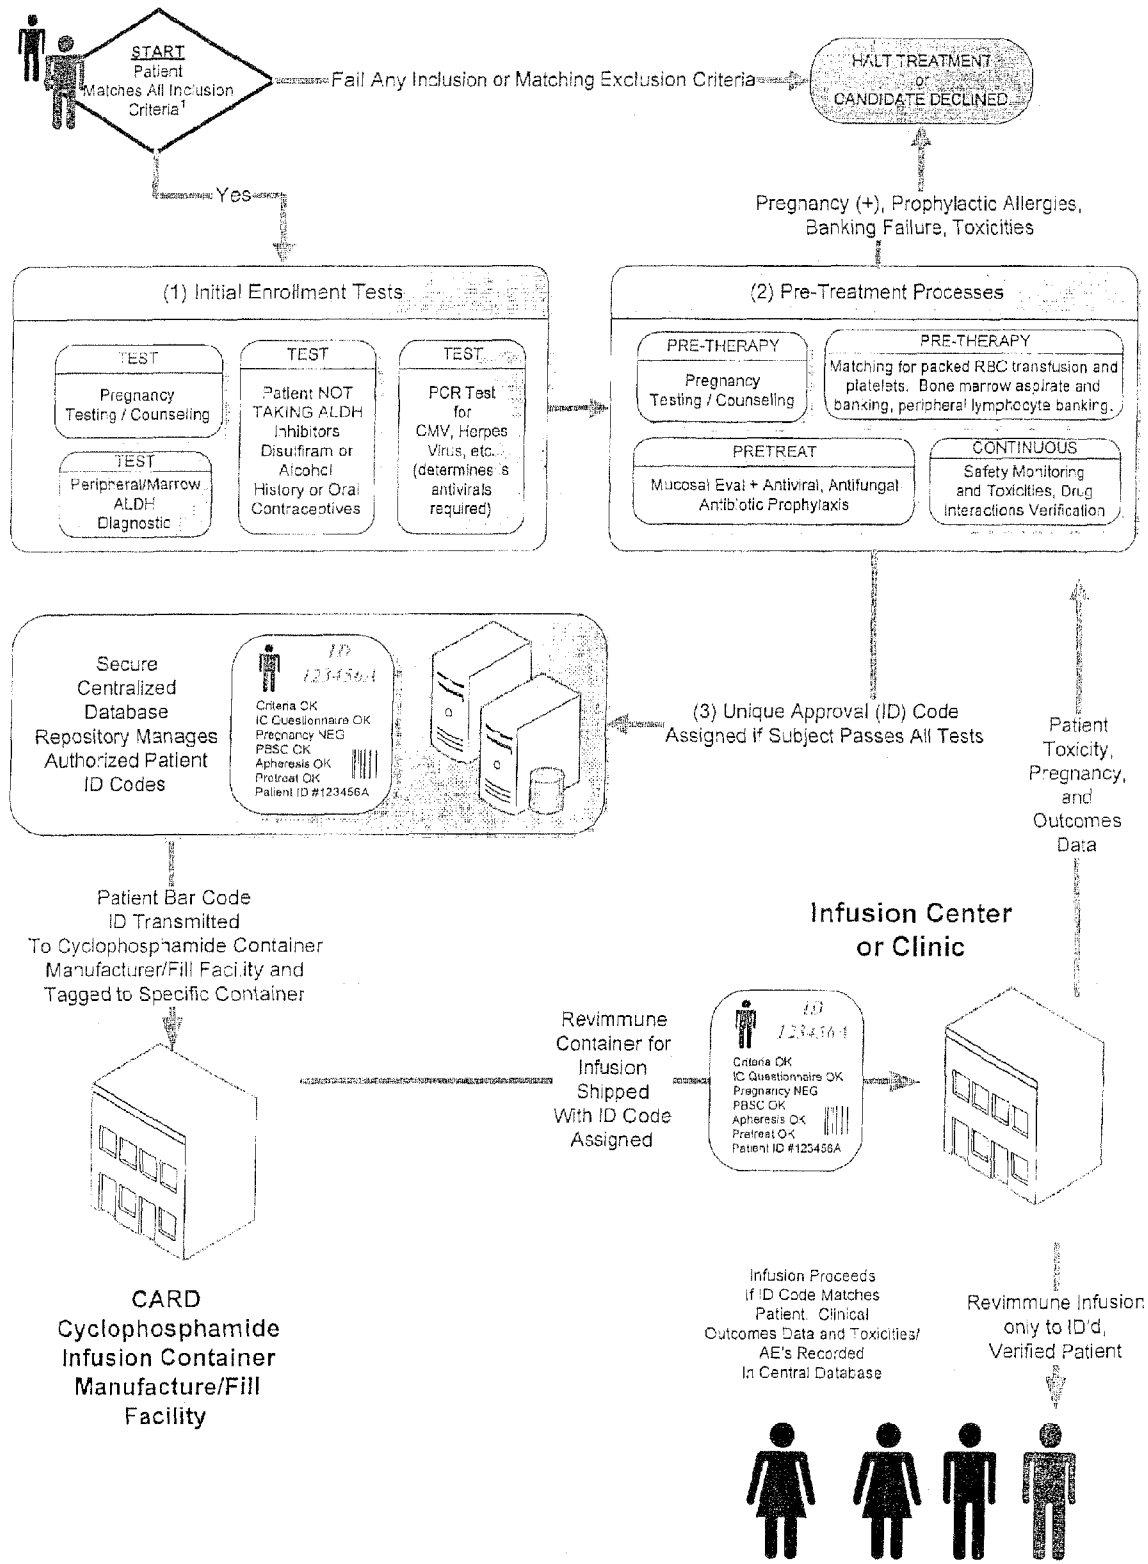 START
Patient
Matches All Inclusion
Criteria1
Fail Any Inclusion or Matching Exclusion Criteria
HALT TREATMENT
or
CANDIDATE DECLINED
Yes
Pregnancy (+), Prophylactic Allergies,
Banking Failure, Toxicities
(1) Initial Enrollment Tests
TEST
Pregnancy
Testing / Counseling
TEST
Peripheral/Marrow
ALDH
Diagnostic
TEST
Patient NOT
TAKING ALDH
Inhibitors
Disulfiram or
Alcohol
History or Oral
Contraceptives
TEST
PCR Test
for
CMV, Herpes
Virus, etc.
(determines is
antivirals
required)
(2) Pre-Treatment Processes
PRE-THERAPY
Pregnancy
Testing / Counseling
PRE-THERAPY
Matching for packed RBC transfusion and
platelets. Bone marrow aspirate and
banking, peripheral lymphocyte banking.
PRETREAT
Mucosal Eval + Antiviral, Antifungal
Antibiotic Prophylaxis
CONTINUOUS
Safety Monitoring
and Toxicities, Drug
Interactions Verification
Secure
Centralized
Database
Repository Manages
Authorized Patient
ID Codes
ID
123456A
Criteria OK
IC Questionnaire OK
Pregnancy NEG
PBSC OK
Apheresis OK
Pretreat OK
Patient ID #123456A
(3) Unique Approval (ID) Code
Assigned if Subject Passes All Tests
Patient
Toxicity,
Pregnancy,
and
Outcomes
Data
Patient Bar Code
ID Transmitted
To Cyclophosphamide Container
Manufacturer/Fill Facility and
Tagged to Specific Container
Infusion Center
or Clinic
Revimmune
Container for
Infusion
Shipped
With ID Code
Assigned
ID
123456A
Criteria OK
IC Questionnaire OK
Pregnancy NEG
PBSC OK
Apheresis OK
Pretreat OK
Patient ID #123456A
CARD
Cyclophosphamide
Infusion Container
Manufacture/Fill
Facility
Infusion Proceeds
If ID Code Matches
Patient. Clinical
Outcomes Data and Toxicities/
AE's Recorded
In Central Database
Revimmune Infusion
only to ID'd,
Verified Patient